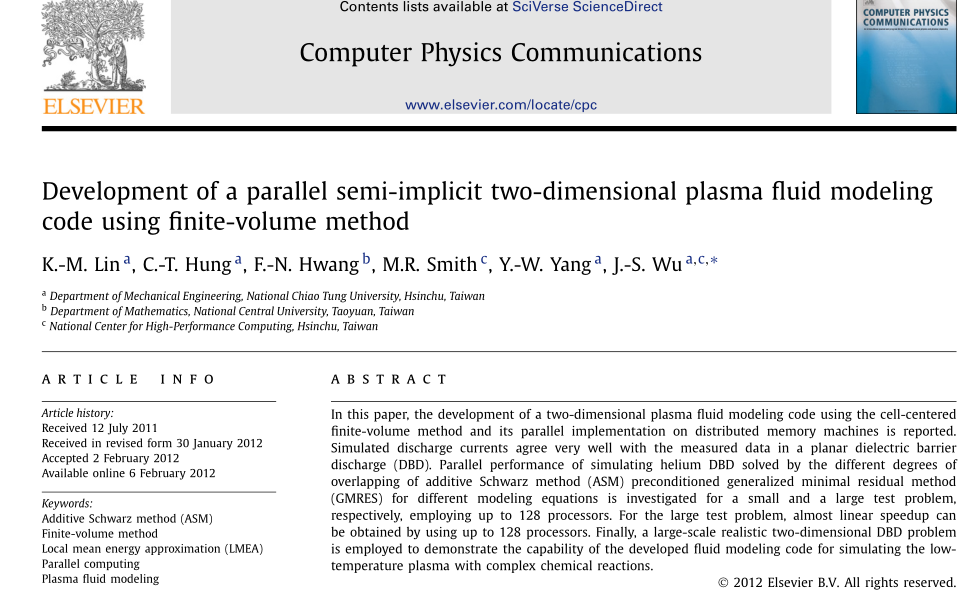 Contents lists available at SciVerse ScienceDirect
Computer Physics Communications
www.elsevier.com/locate/cpc
ELSEVIER
COMPUTER PHYSICS
COMMUNICATIONS
Development of a parallel semi-implicit two-dimensional plasma fluid modeling
code using finite-volume method
K.-M. Lin a, C.-T. Hung a, F.-N. Hwang b, M.R. Smith c, Y.-W. Yang a, J.-S. Wu a,c,*
a Department of Mechanical Engineering, National Chiao Tung University, Hsinchu, Taiwan
b Department of Mathematics, National Central University, Taoyuan, Taiwan
c National Center for High-Performance Computing, Hsinchu, Taiwan
ARTICLE INFO
Article history:
Received 12 July 2011
Received in revised form 30 January 2012
Accepted 2 February 2012
Available online 6 February 2012
Keywords:
Additive Schwarz method (ASM)
Finite-volume method
Local mean energy approximation (LMEA)
Parallel computing
Plasma fluid modeling
ABSTRACT
In this paper, the development of a two-dimensional plasma fluid modeling code using the cell-centered
finite-volume method and its parallel implementation on distributed memory machines is reported.
Simulated discharge currents agree very well with the measured data in a planar dielectric barrier
discharge (DBD). Parallel performance of simulating helium DBD solved by the different degrees of
overlapping of additive Schwarz method (ASM) preconditioned generalized minimal residual method
(GMRES) for different modeling equations is investigated for a small and a large test problem,
respectively, employing up to 128 processors. For the large test problem, almost linear speedup can
be obtained by using up to 128 processors. Finally, a large-scale realistic two-dimensional DBD problem
is employed to demonstrate the capability of the developed fluid modeling code for simulating the low-
temperature plasma with complex chemical reactions.
© 2012 Elsevier B.V. All rights reserved.